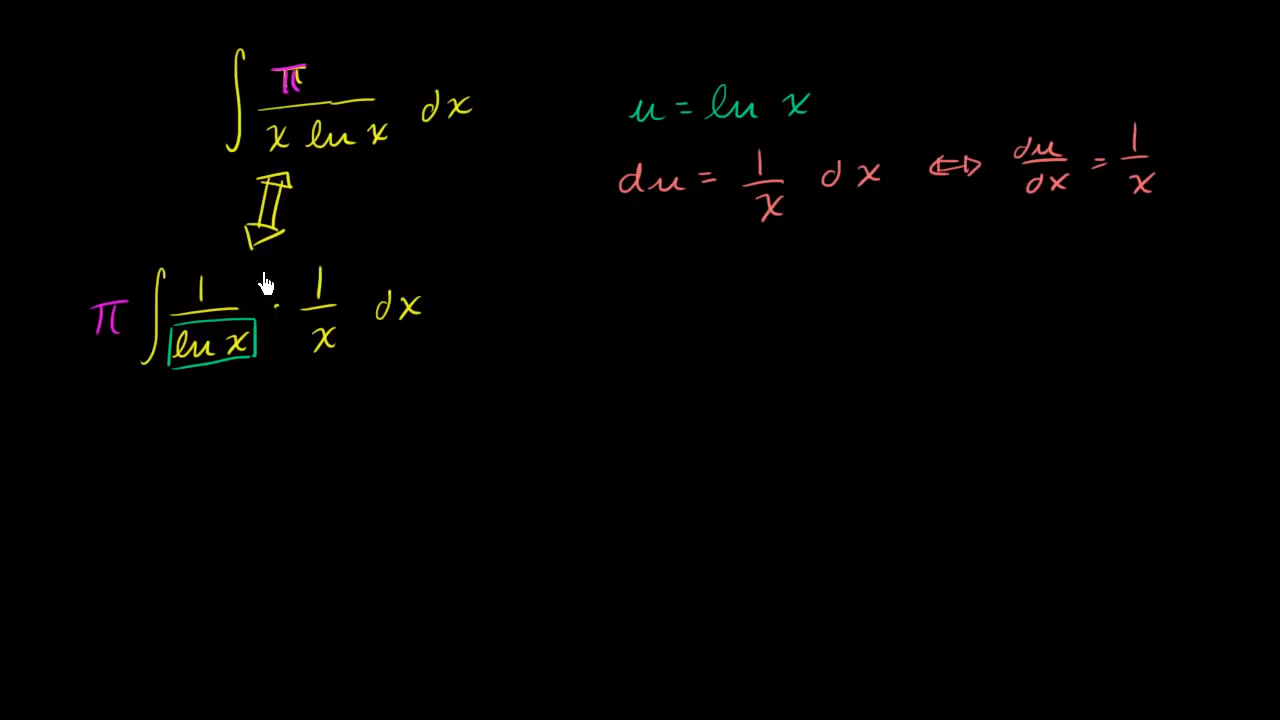 ∫ π / (x ln x) dx
u = ln x
du = 1/x dx ⟺ du/dx = 1/x
π ∫ 1/(ln x) · 1/x dx